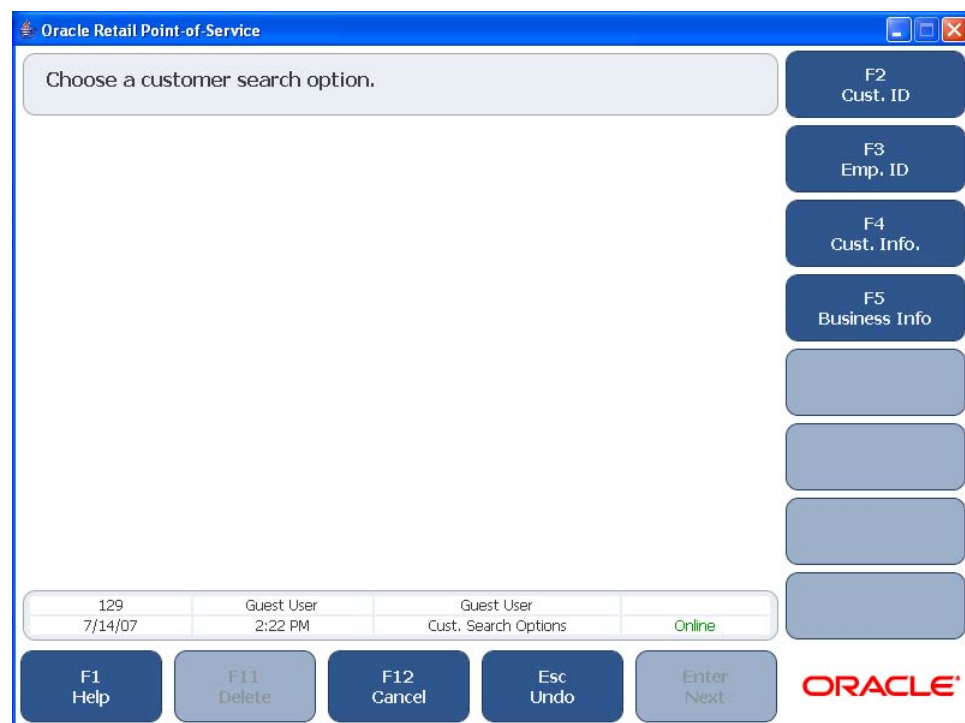 Oracle Retail Point-of-Service
Choose a customer search option.
F2
Cust. ID
F3
Emp. ID
F4
Cust. Info.
F5
Business Info
129 Guest User Guest User
7/14/07 2:22 PM Cust. Search Options Online
F1
Help
F11
Delete
F12
Cancel
Esc
Undo
Enter
Next
ORACLE